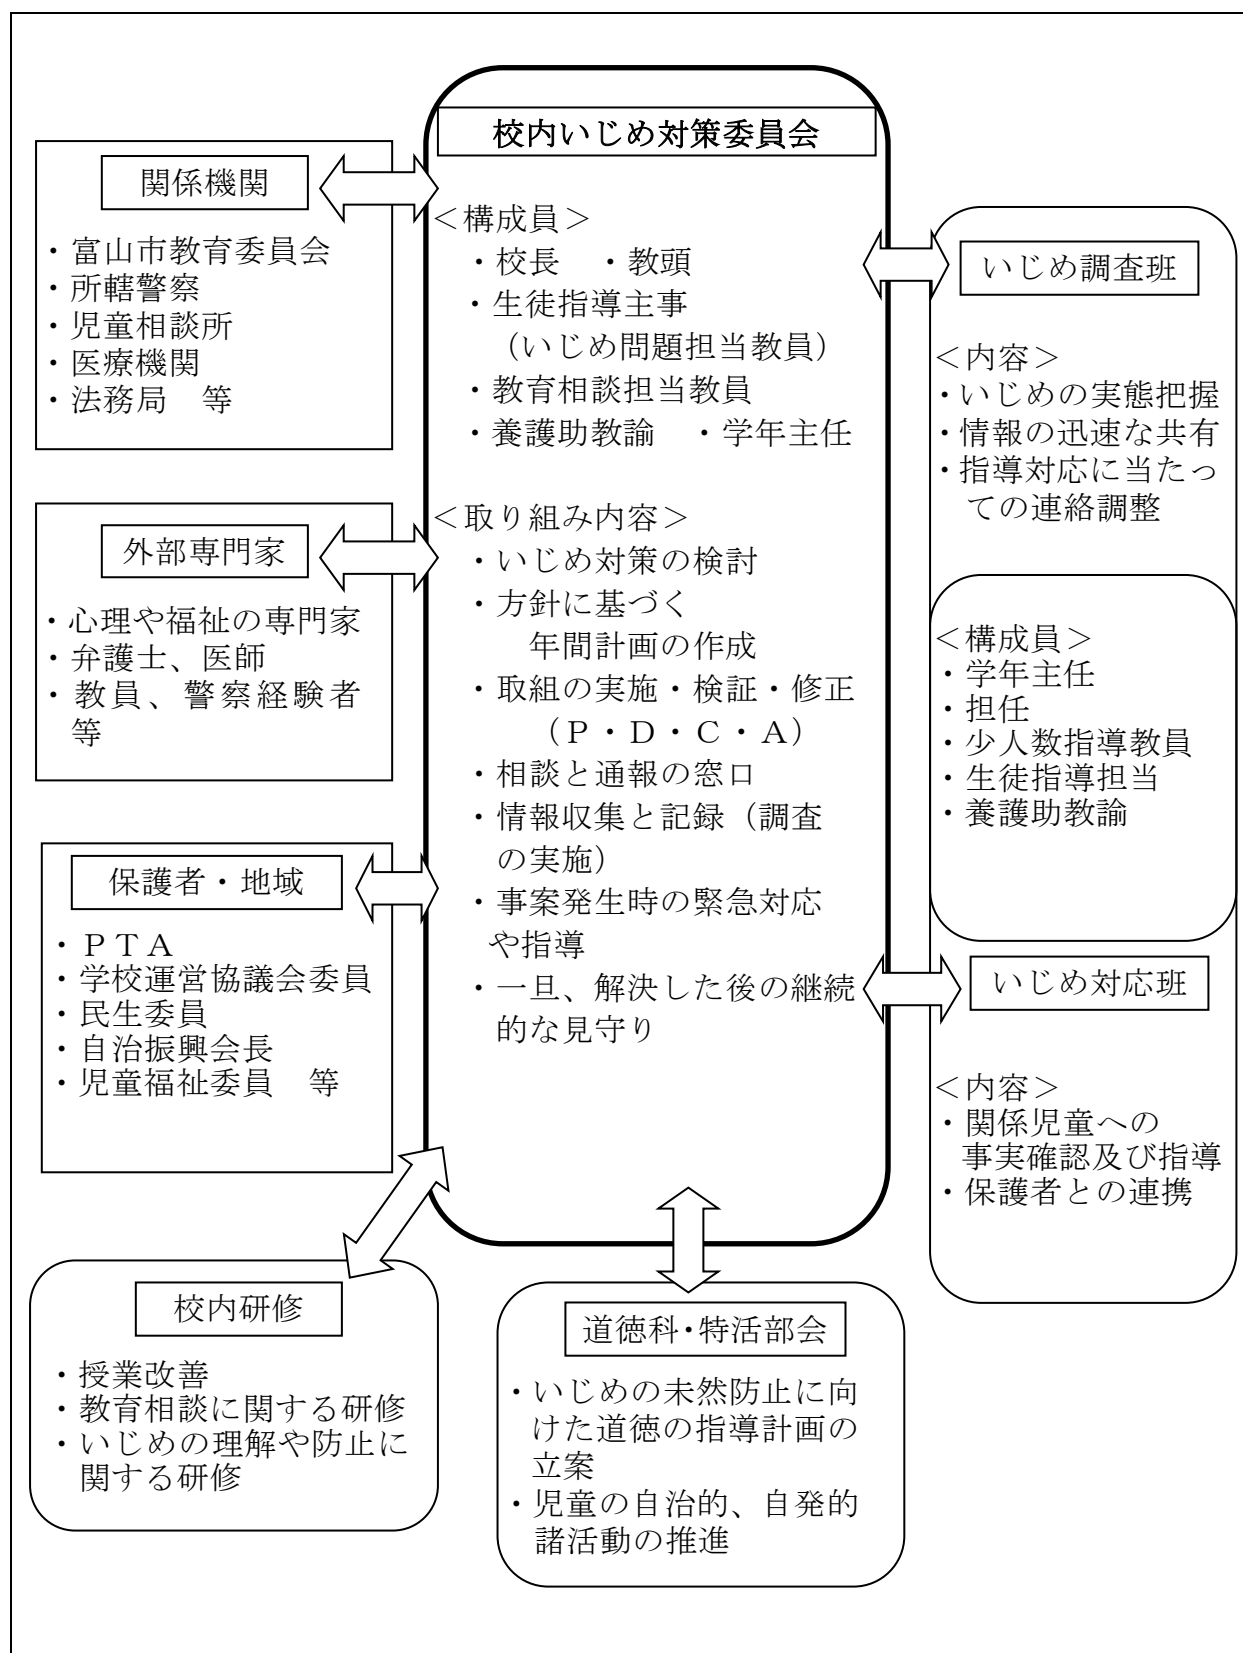 校内いじめ対策委員会
<構成員>
・校長　・教頭
・生徒指導主事
（いじめ問題担当教員）
・教育相談担当教員
・養護助教諭　・学年主任
<取り組み内容>
・いじめ対策の検討
・方針に基づく
年間計画の作成
・取組の実施・検証・修正
（Ｐ・Ｄ・Ｃ・Ａ）
・相談と通報の窓口
・情報収集と記録（調査
の実施）
・事案発生時の緊急対応
や指導
・一旦、解決した後の継続
的な見守り
関係機関
・富山市教育委員会
・所轄警察
・児童相談所
・医療機関
・法務局　等
外部専門家
・心理や福祉の専門家
・弁護士、医師
・教員、警察経験者
等
保護者・地域
・ＰＴＡ
・学校運営協議会委員
・民生委員
・自治振興会長
・児童福祉委員　等
いじめ調査班
<内容>
・いじめの実態把握
・情報の迅速な共有
・指導対応に当たっ
ての連絡調整
<構成員>
・学年主任
・担任
・少人数指導教員
・生徒指導担当
・養護助教諭
いじめ対応班
<内容>
・関係児童への
事実確認及び指導
・保護者との連携
校内研修
・授業改善
・教育相談に関する研修
・いじめの理解や防止に
関する研修
道徳科・特活部会
・いじめの未然防止に向
けた道徳の指導計画の
立案
・児童の自治的、自発的
諸活動の推進